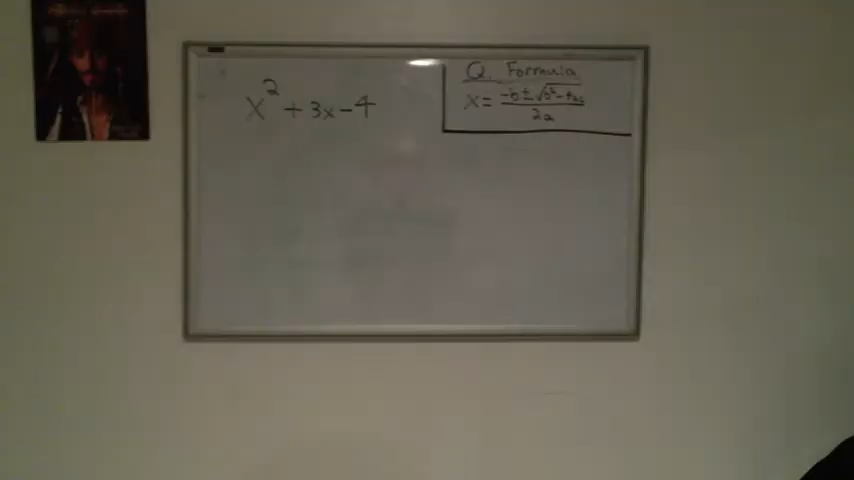 x² + 3x - 4
Q. Formula
x = -b ± √b² - 4ac
2a